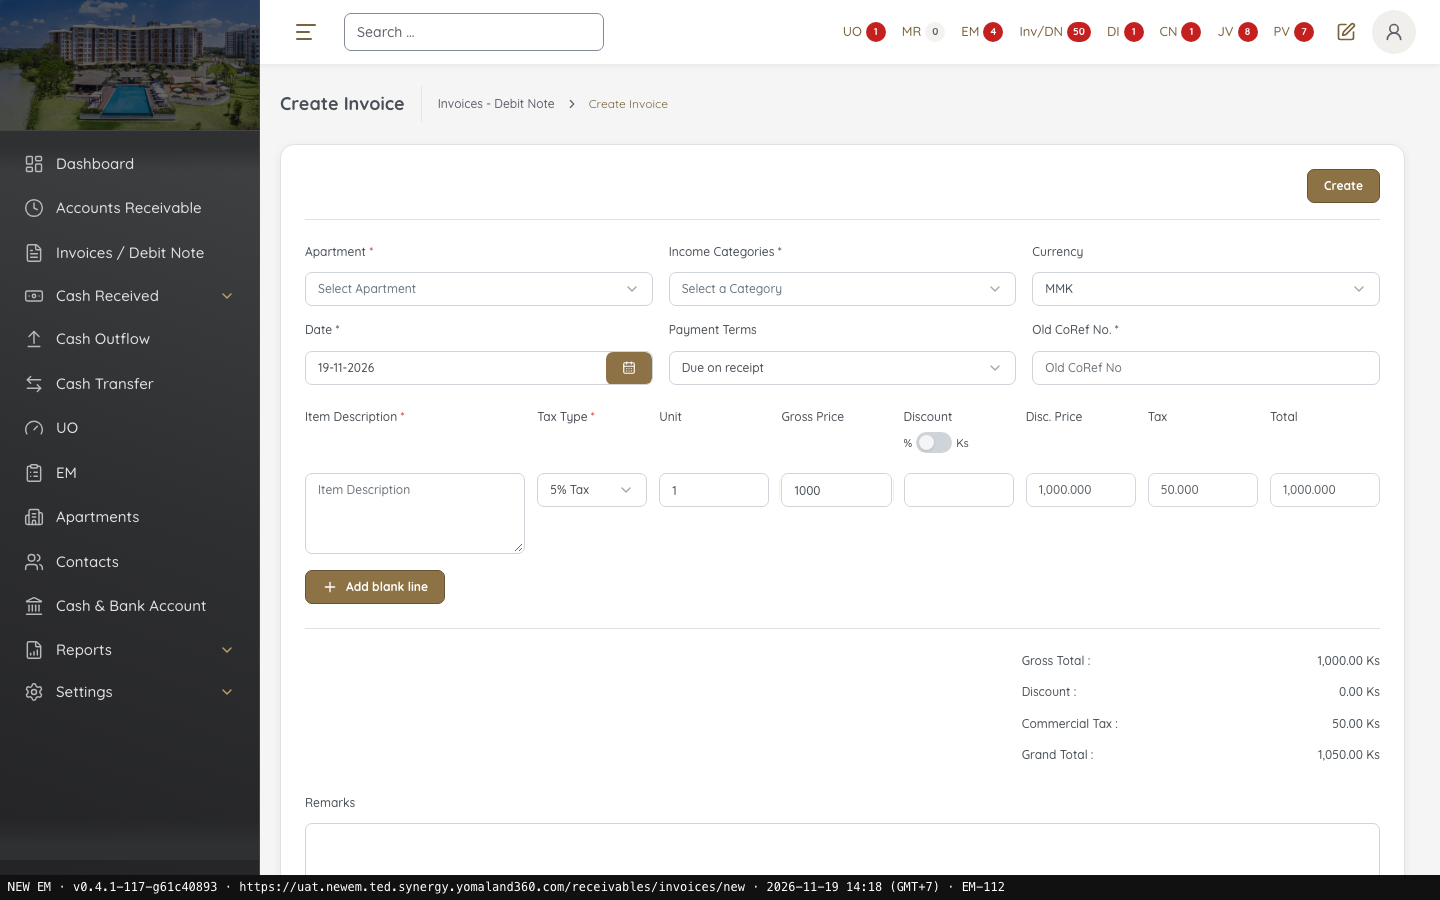 Search ...
UO 1 MR 0 EM 4 Inv/DN 50 DI 1 CN 1 JV 8 PV 7
Dashboard
Accounts Receivable
Invoices / Debit Note
Cash Received
Cash Outflow
Cash Transfer
UO
EM
Apartments
Contacts
Cash & Bank Account
Reports
Settings
Create Invoice
Invoices - Debit Note
Create Invoice
Create
Apartment * Income Categories * Currency
Select Apartment Select a Category MMK
Date * Payment Terms Old CoRef No. *
19-11-2026 Due on receipt Old CoRef No
Item Description * Tax Type * Unit Gross Price Discount Disc. Price Tax Total
% Ks
Item Description 5% Tax 1 1000 1,000.000 50.000 1,000.000
Add blank line
Gross Total : 1,000.00 Ks
Discount : 0.00 Ks
Commercial Tax : 50.00 Ks
Grand Total : 1,050.00 Ks
Remarks
NEW EM · v0.4.1-117-g61c40893 · https://uat.newem.ted.synergy.yomaland360.com/receivables/invoices/new · 2026-11-19 14:18 (GMT+7) · EM-112